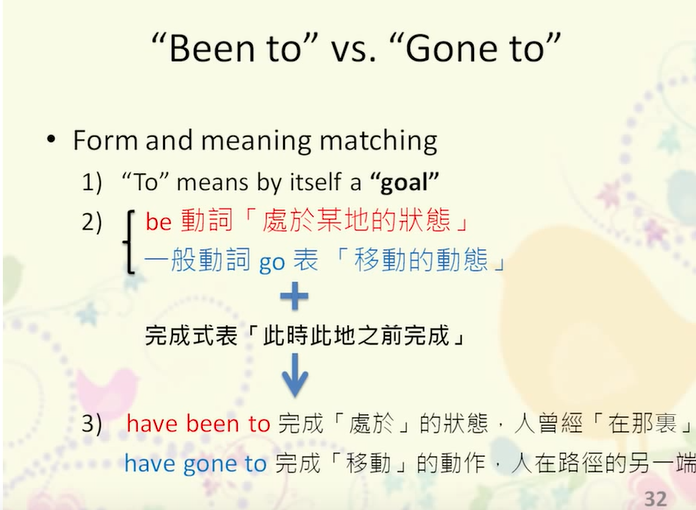 “Been to” vs. “Gone to”
• Form and meaning matching
1) “To” means by itself a “goal”
2) be 動詞「處於某地的狀態」
一般動詞 go 表 「移動的動態」
+
完成式表「此時此地之前完成」
3) have been to 完成「處於」的狀態，人曾經「在那裏」
have gone to 完成「移動」的動作，人在路徑的另一端
32